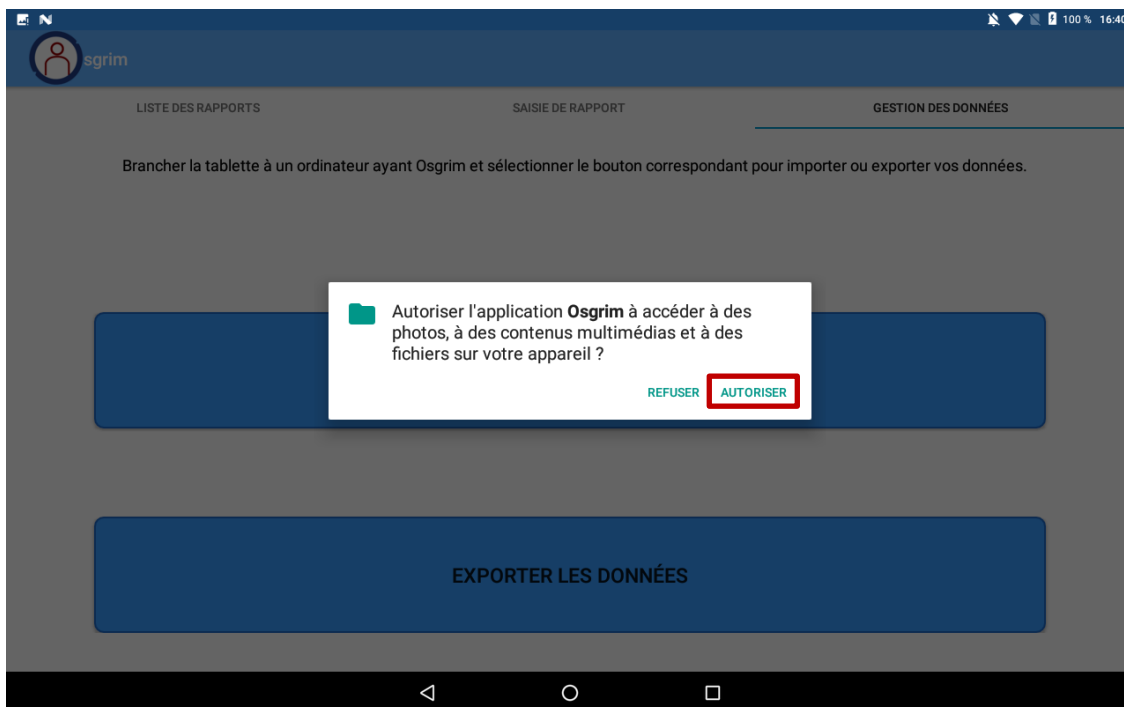 100 % 16:40
sgrim
LISTE DES RAPPORTS SAISIE DE RAPPORT GESTION DES DONNÉES
Brancher la tablette à un ordinateur ayant Osgrim et sélectionner le bouton correspondant pour importer ou exporter vos données.
Autoriser l'application Osgrim à accéder à des
photos, à des contenus multimédias et à des
fichiers sur votre appareil ?
REFUSER AUTORISER
EXPORTER LES DONNÉES